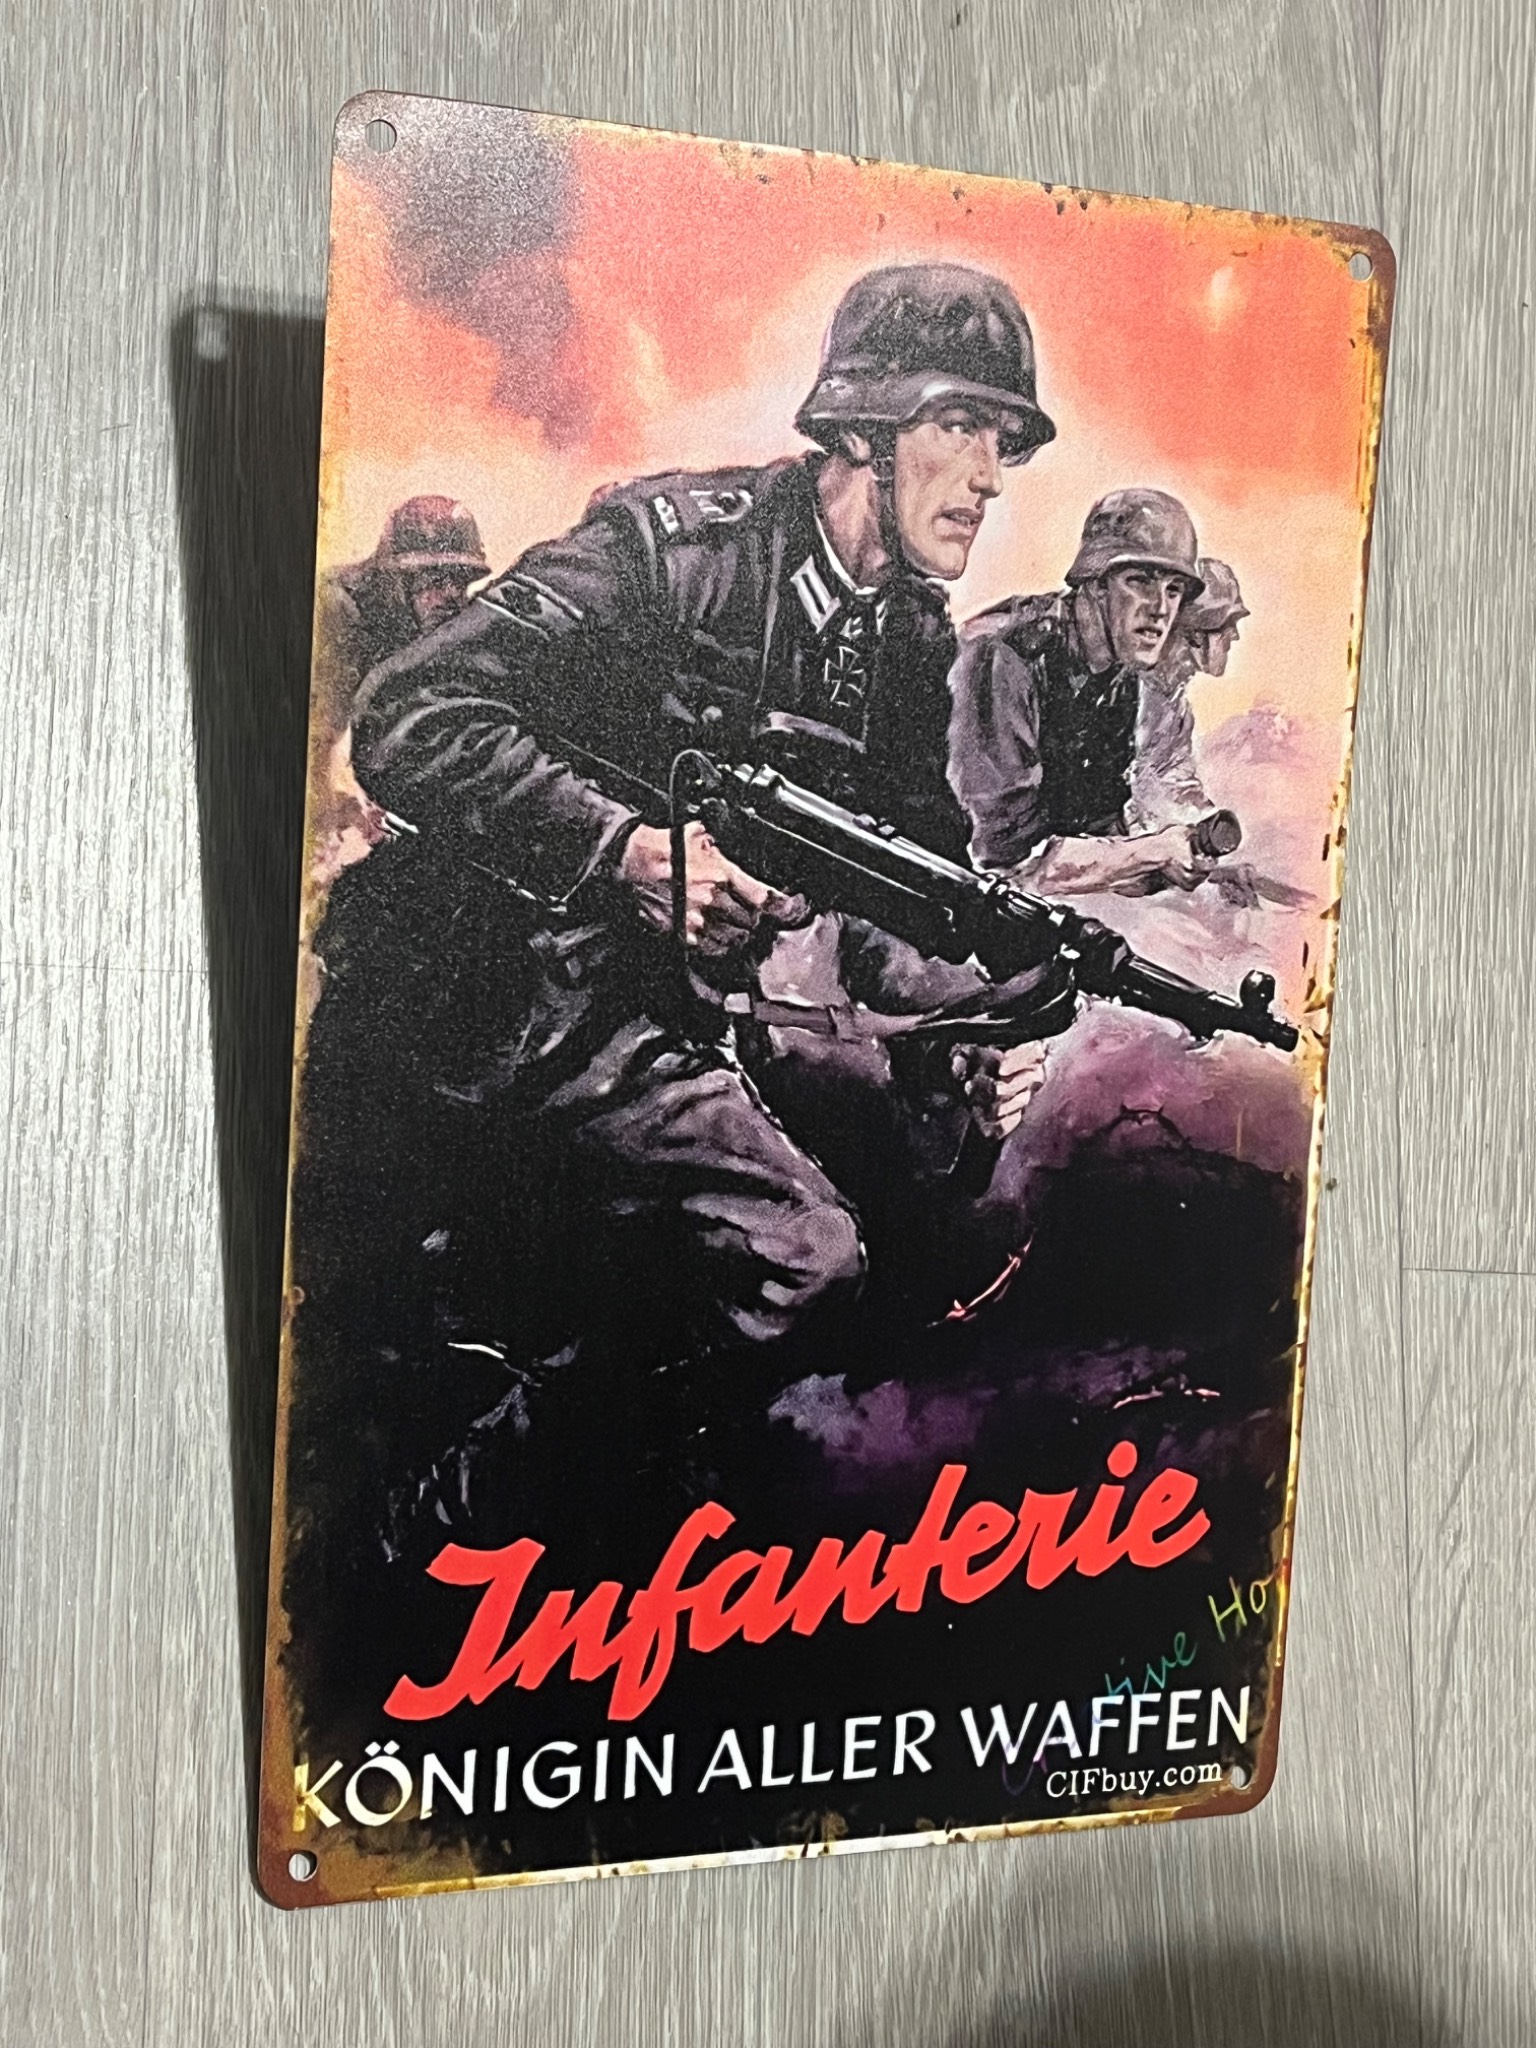 Infanterie
KÖNIGIN ALLER WAFFEN
CIFbuy.com